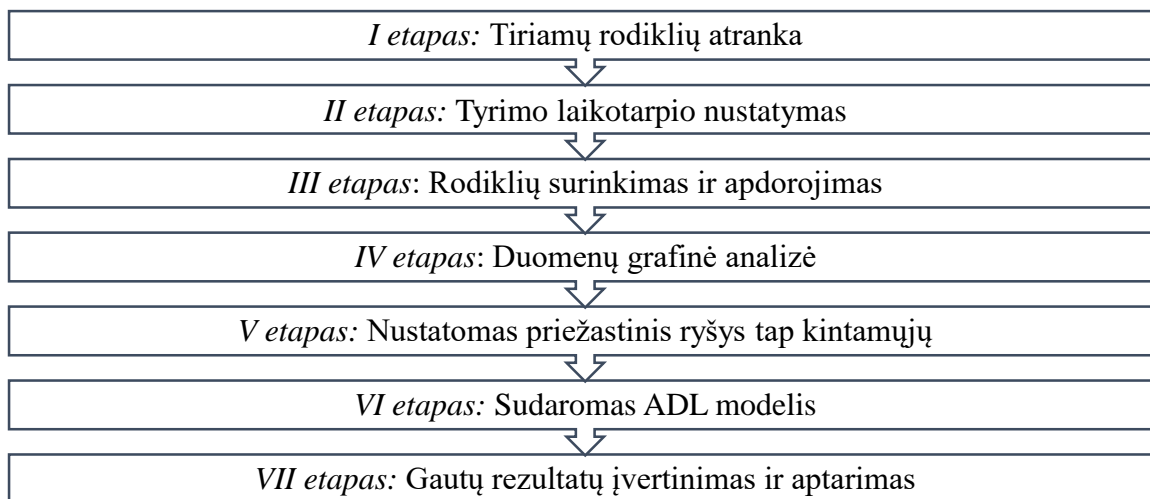 I etapas: Tiriamų rodiklių atranka
II etapas: Tyrimo laikotarpio nustatymas
III etapas: Rodiklių surinkimas ir apdorojimas
IV etapas: Duomenų grafinė analizė
V etapas: Nustatomas priežastinis ryšys tap kintamųjų
VI etapas: Sudaromas ADL modelis
VII etapas: Gautų rezultatų įvertinimas ir aptarimas